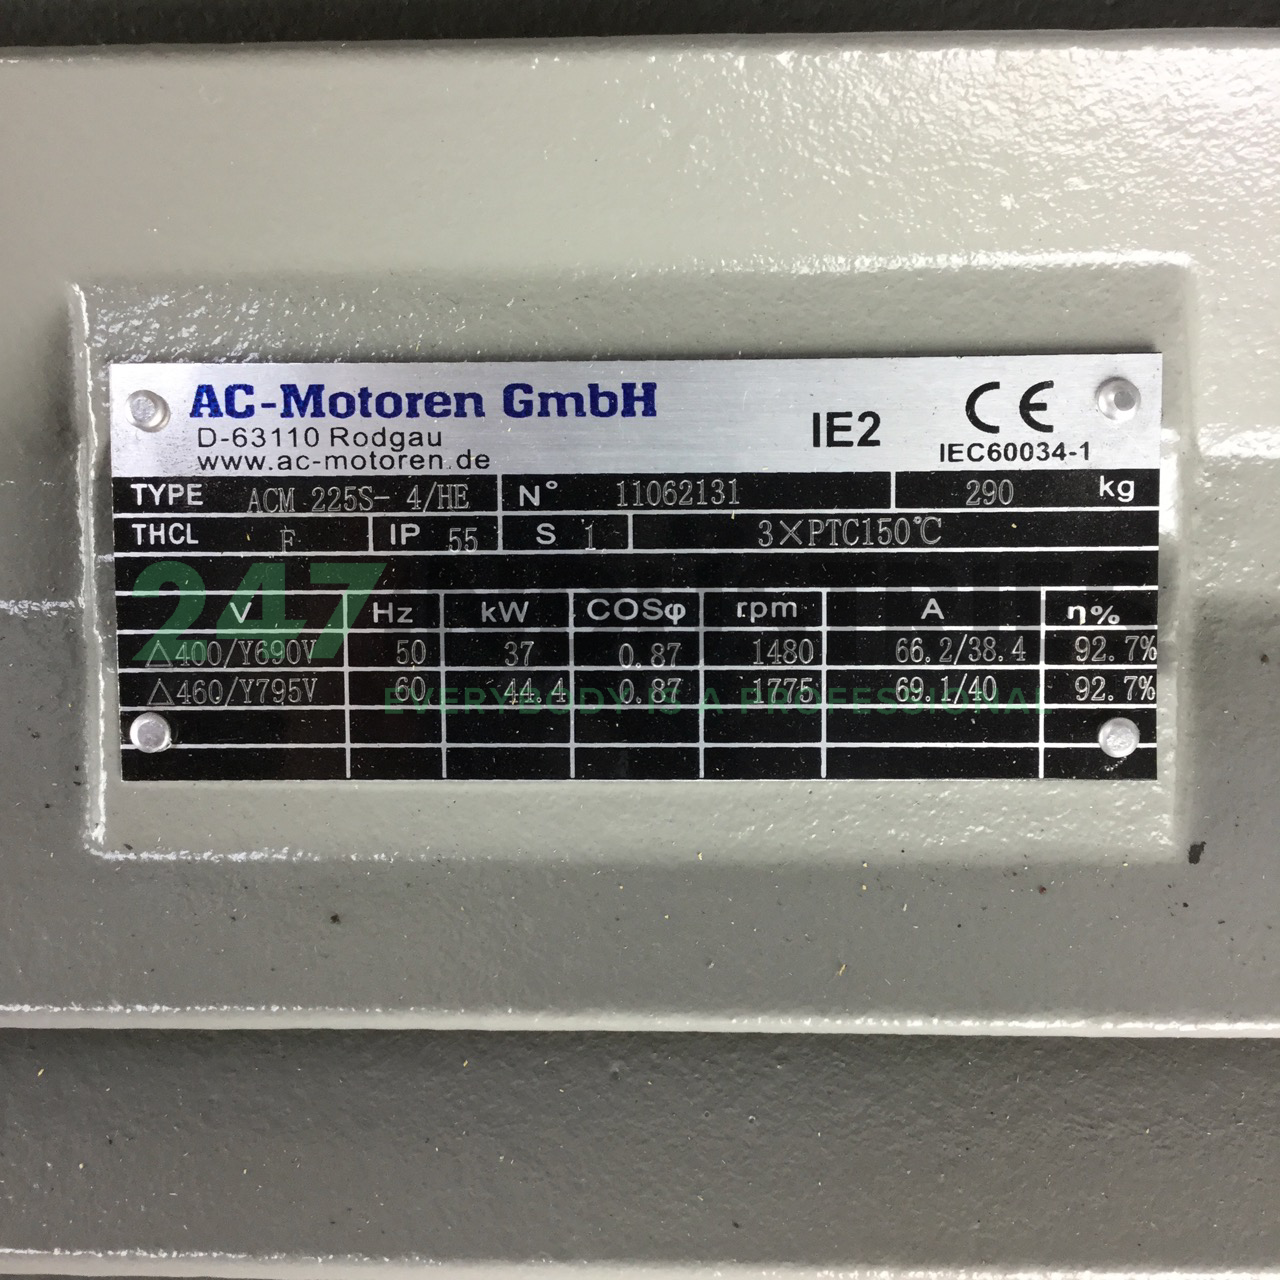 AC-Motoren GmbH
D-63110 Rodgau
www.ac-motoren.de
IE2
CE
IEC60034-1
TYPE ACM 225S- 4/HE N° 11062131 290 kg
THCL F IP 55 S 1 3×PTC150℃
247
V Hz kW COSφ r.pm A η%
△400/Y690V 50 37 0.87 1480 66.2/38.4 92.7%
△460/Y795V 60 44.4 0.87 1775 69.1/40 92.7%
EVERYBODY IS A PROFESSIONAL